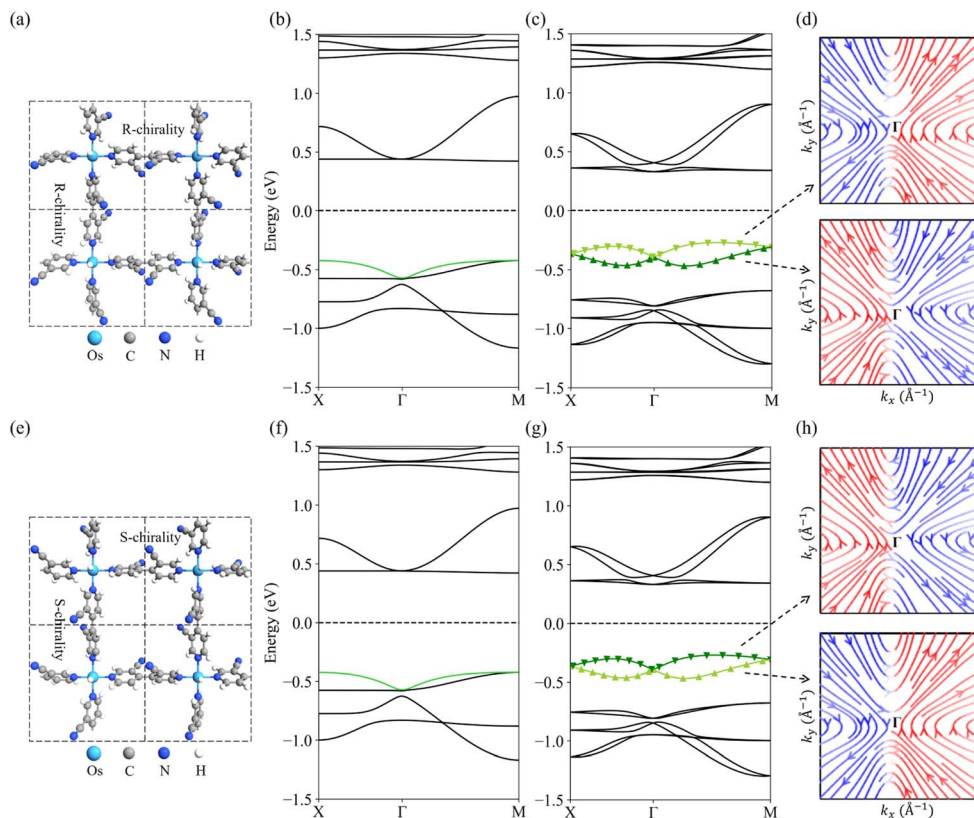 (a)
R-chirality
R-chirality
Os C N H
(b)
Energy (eV)
1.5
1.0
0.5
0.0
−0.5
−1.0
−1.5
X Γ M
(c)
1.5
1.0
0.5
0.0
−0.5
−1.0
−1.5
X Γ M
(d)
k_y (Å⁻¹)
Γ
k_y (Å⁻¹)
Γ
k_x (Å⁻¹)
(e)
S-chirality
S-chirality
Os C N H
(f)
Energy (eV)
1.5
1.0
0.5
0.0
−0.5
−1.0
−1.5
X Γ M
(g)
1.5
1.0
0.5
0.0
−0.5
−1.0
−1.5
X Γ M
(h)
k_y (Å⁻¹)
Γ
k_y (Å⁻¹)
Γ
k_x (Å⁻¹)